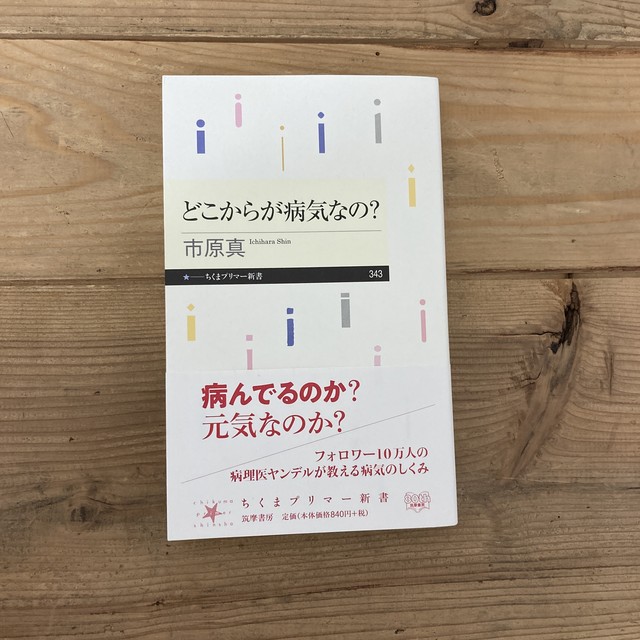 どこからが病気なの?
市原真 Ichihara Shin
★──ちくまプリマー新書 343
病んでるのか?
元気なのか?
フォロワー10万人の
病理医ヤンデルが教える病気のしくみ
ちくまプリマー新書
筑摩書房 定価(本体価格840円+税)